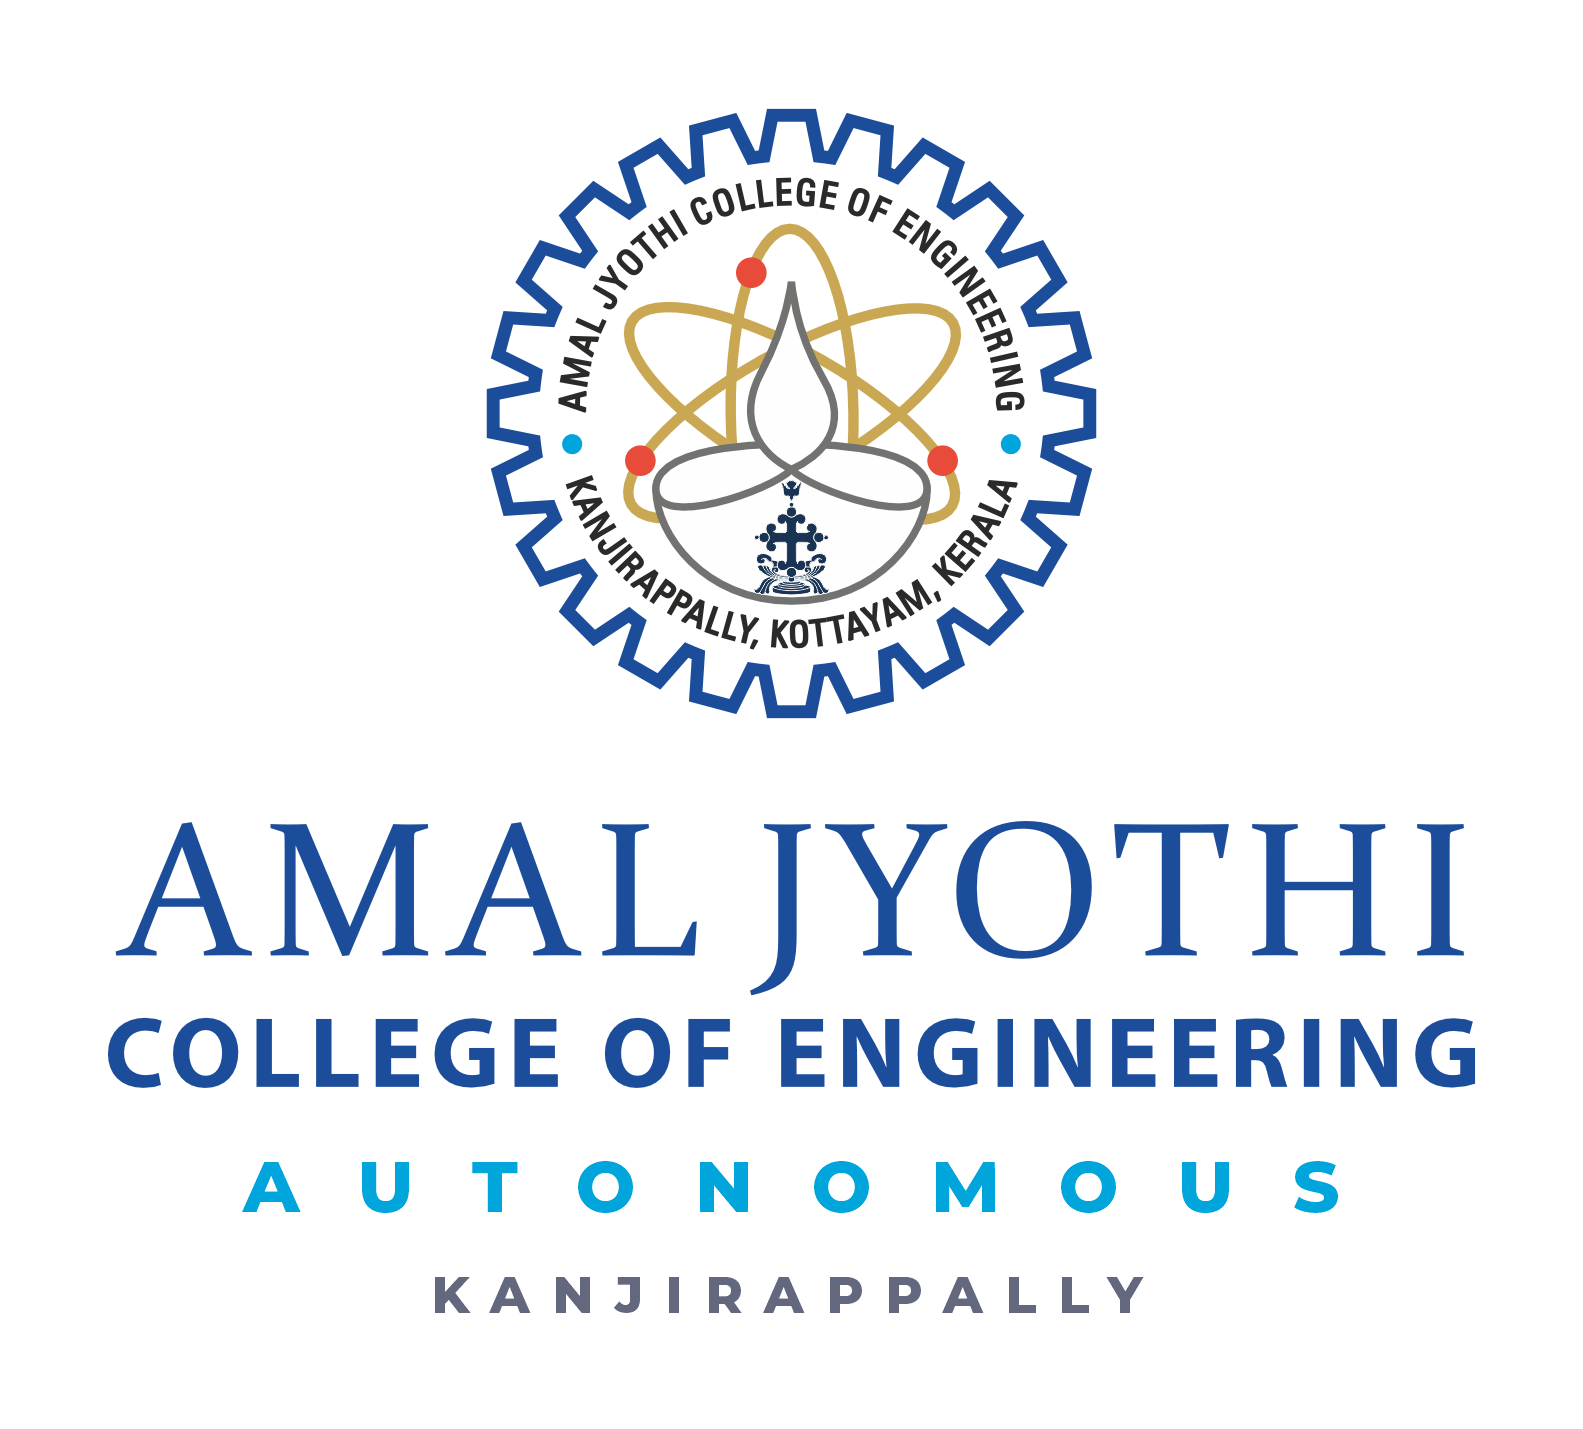 AMAL JYOTHI COLLEGE OF ENGINEERING
KANJIRAPPALLY, KOTTAYAM, KERALA
AMAL JYOTHI
COLLEGE OF ENGINEERING
AUTONOMOUS
KANJIRAPPALLY